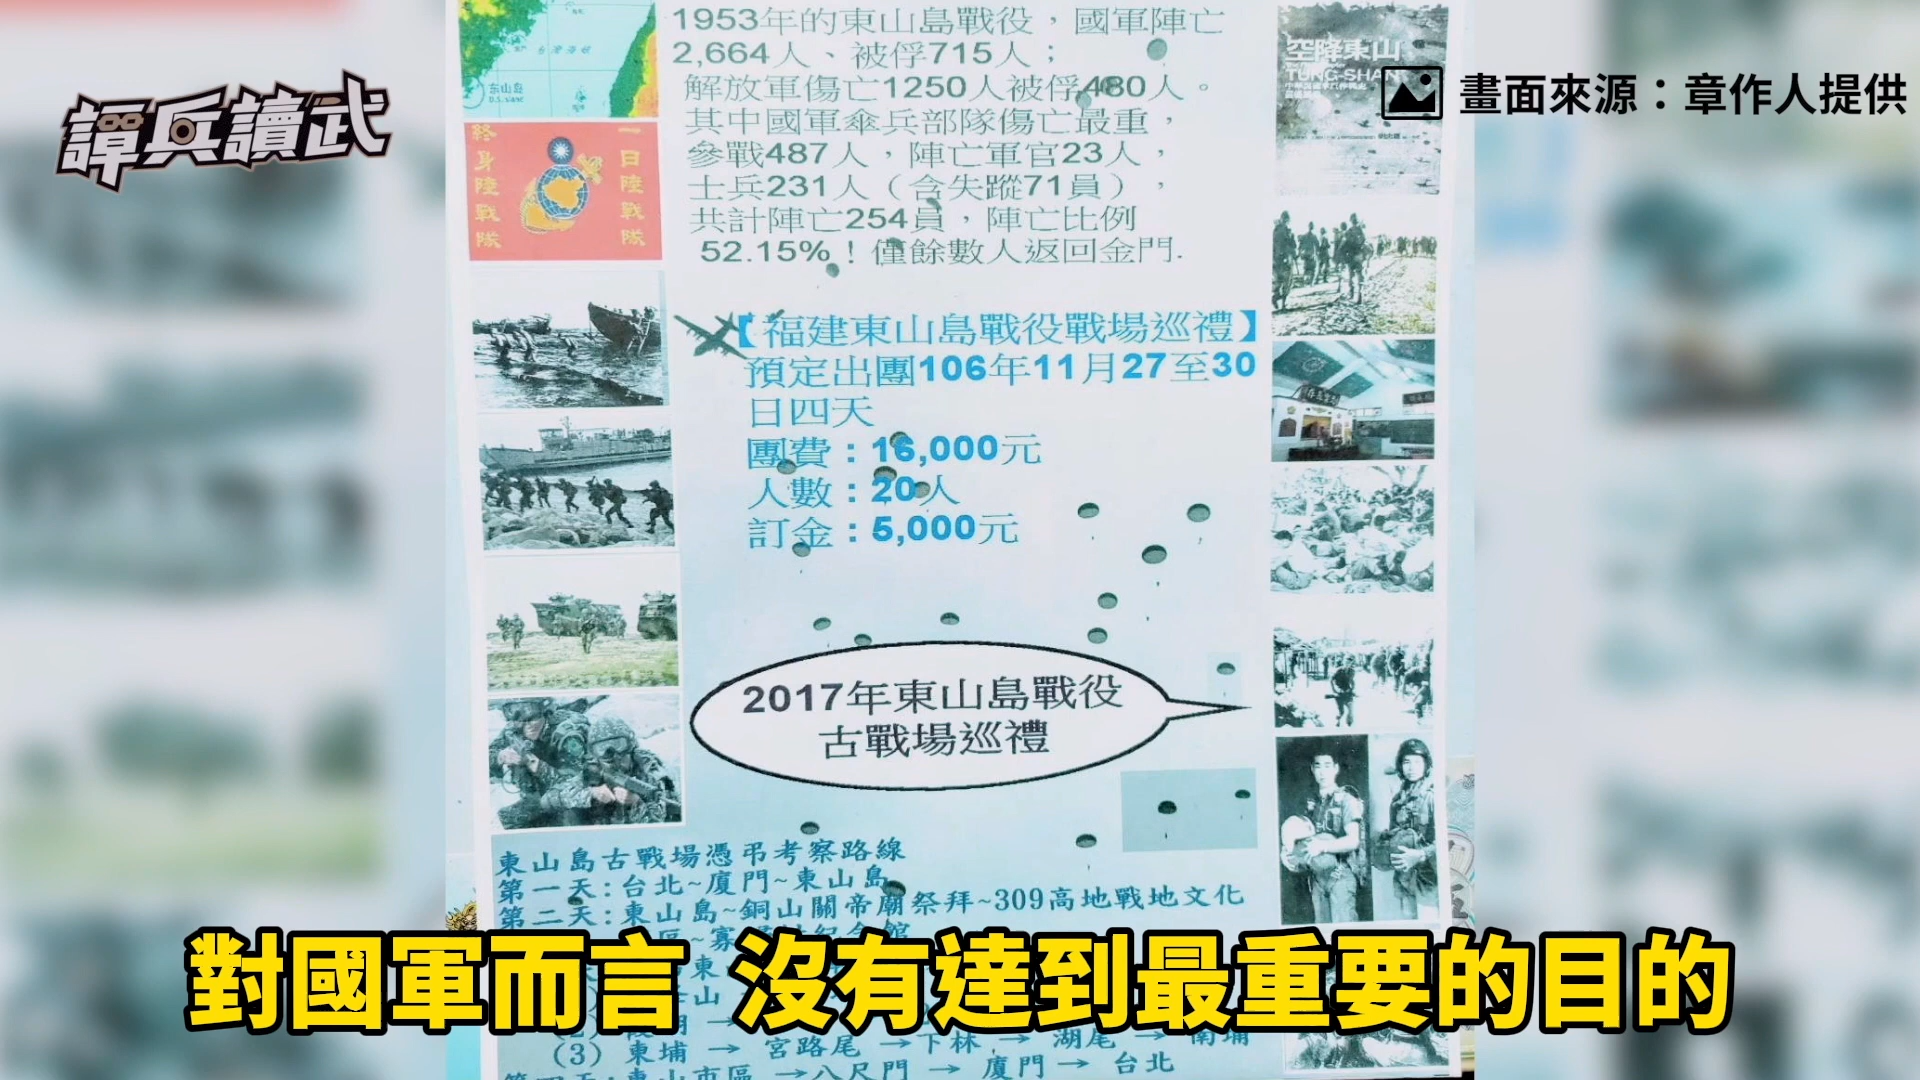 1953年的東山島戰役，國軍陣亡
2,664人、被俘715人；
解放軍傷亡1250人被俘480人。
其中國軍傘兵部隊傷亡最重，
參戰487人，陣亡軍官23人，
士兵231人（含失蹤71員），
共計陣亡254員，陣亡比例
52.15%！僅餘數人返回金門.
譚兵讀武
畫面來源：章作人提供
空降東山
TUNG-SHAN
台灣海峽
东山岛
一日陸戰隊
終身陸戰隊
【福建東山島戰役戰場巡禮】
預定出團106年11月27至30
日四天
團費：16,000元
人數：20人
訂金：5,000元
2017年東山島戰役
古戰場巡禮
東山島古戰場憑弔考察路線
第一天:台北~廈門~東山島
第二天:東山島~銅山關帝廟祭拜~309高地戰地文化
對國軍而言 沒有達到最重要的目的
(3) 東埔 → 宮路尾 →下林 → 湖尾 → 南埔
東山市區 →八尺門 → 廈門 → 台北